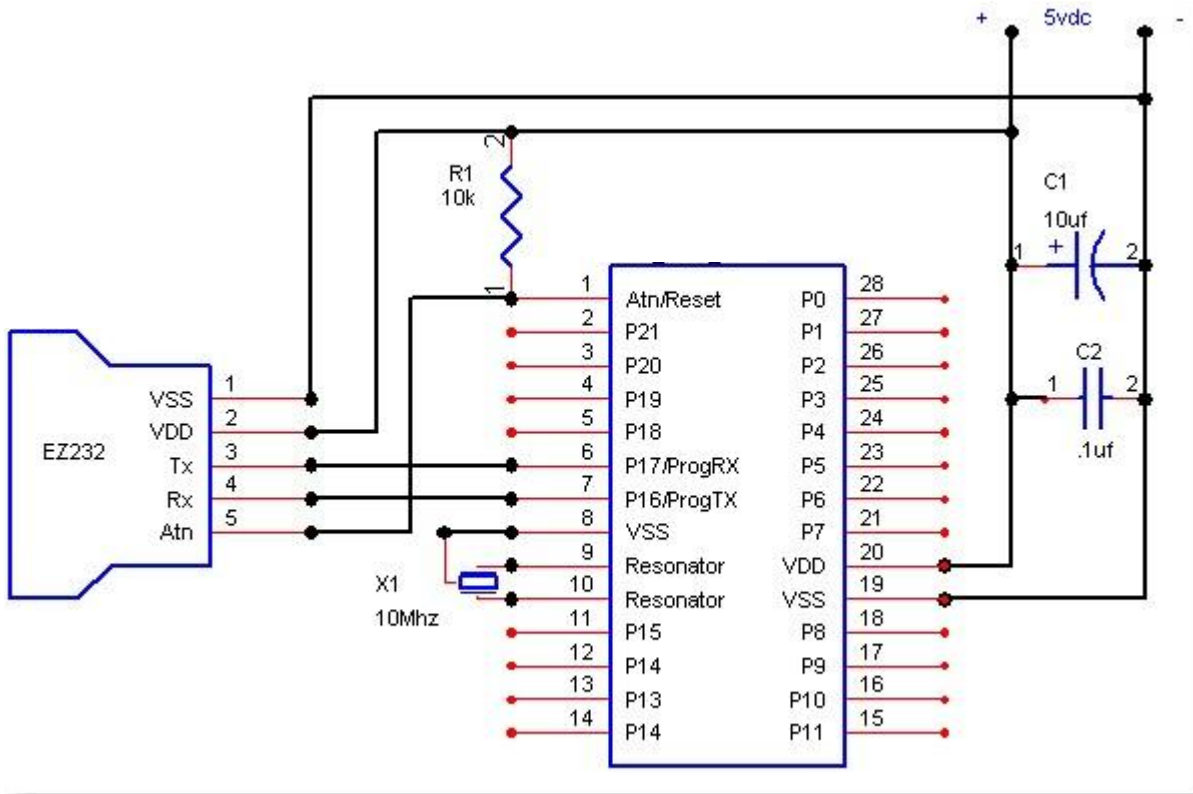 + 5vdc -
2
R1
10k
1
C1
10uf
1 + 2
C2
1 2
.1uf
EZ232
VSS 1
VDD 2
Tx 3
Rx 4
Atn 5
X1
10Mhz
1 Atn/Reset P0 28
2 P21 P1 27
3 P20 P2 26
4 P19 P3 25
5 P18 P4 24
6 P17/ProgRX P5 23
7 P16/ProgTX P6 22
8 VSS P7 21
9 Resonator VDD 20
10 Resonator VSS 19
11 P15 P8 18
12 P14 P9 17
13 P13 P10 16
14 P14 P11 15